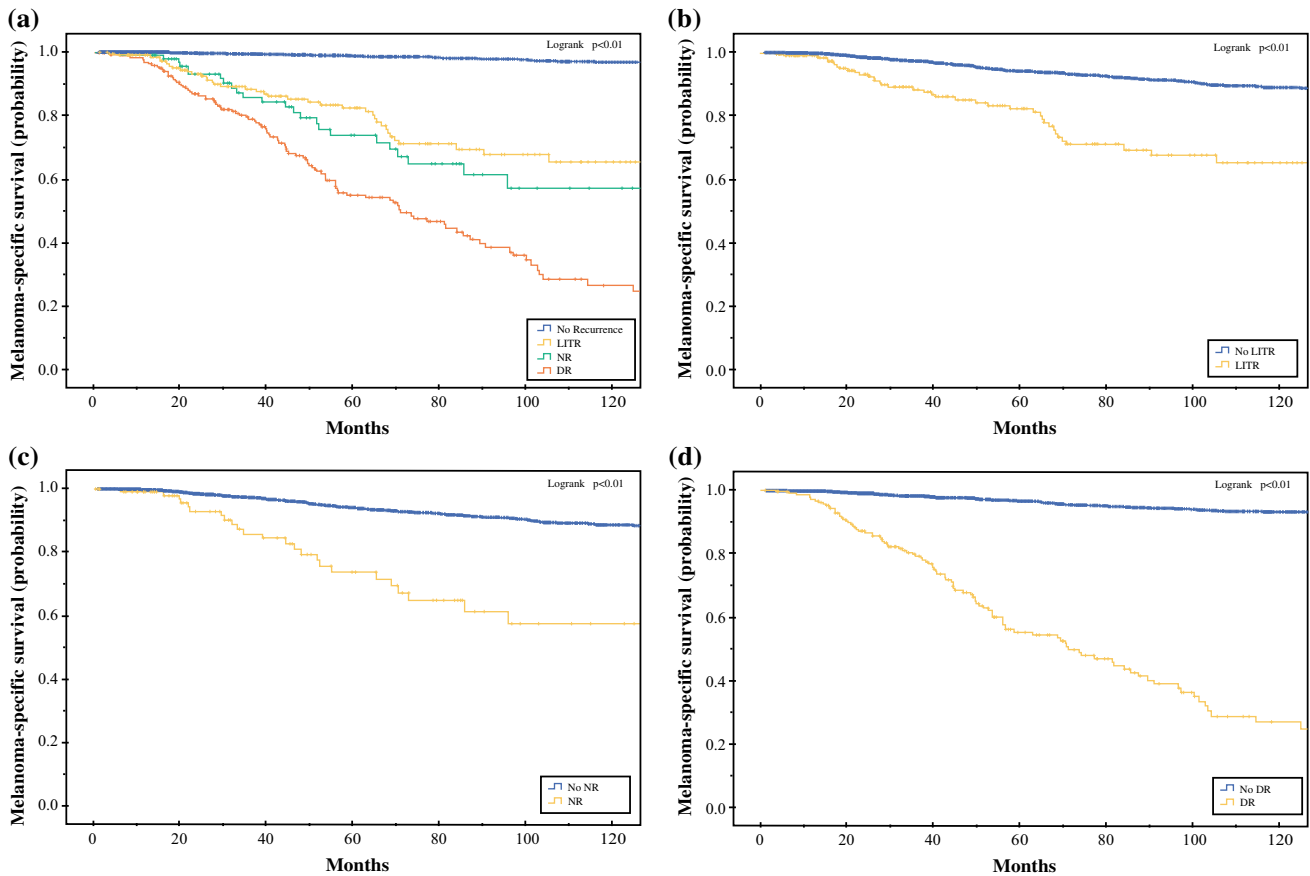 (a)
Melanoma-specific survival (probability)
1.0
0.8
0.6
0.4
0.2
0.0
Logrank p<0.01
No Recurrence
LITR
NR
DR
0 20 40 60 80 100 120
Months
(b)
Melanoma-specific survival (probability)
1.0
0.8
0.6
0.4
0.2
0.0
Logrank p<0.01
No LITR
LITR
0 20 40 60 80 100 120
Months
(c)
Melanoma-specific survival (probability)
1.0
0.8
0.6
0.4
0.2
0.0
Logrank p<0.01
No NR
NR
0 20 40 60 80 100 120
Months
(d)
Melanoma-specific survival (probability)
1.0
0.8
0.6
0.4
0.2
0.0
Logrank p<0.01
No DR
DR
0 20 40 60 80 100 120
Months